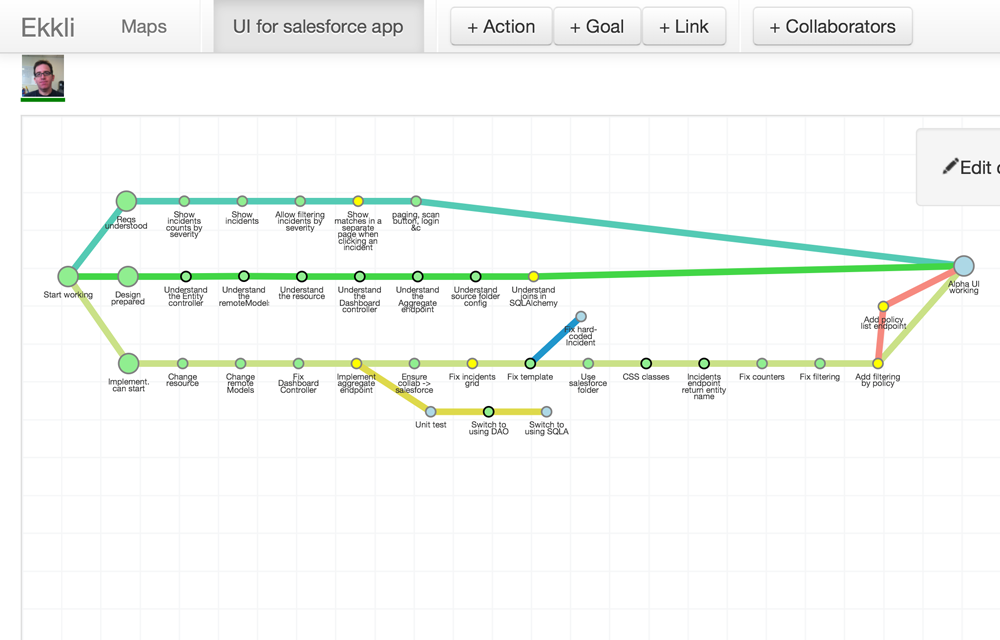 Ekkli
Maps
UI for salesforce app
+ Action
+ Goal
+ Link
+ Collaborators
Edit
Reqs
understood
Show
incidents
counts by
severity
Show
incidents
Allow filtering
incidents by
severity
Show
matches in a
separate
page when
clicking an
incident
paging, scan
button, login
&c
Start working
Design
prepared
Understand
the Entity
controller
Understand
the
remoteModels
Understand
the resource
Understand
the
Dashboard
controller
Understand
the
Aggregate
endpoint
Understand
source folder
config
Understand
joins in
SQLAlchemy
Alpha UI
working
Add policy
list endpoint
Fix hard-
coded
Incident
Implement.
can start
Change
resource
Change
remote
Models
Fix
Dashboard
Controller
Implement
aggregate
endpoint
Ensure
collab ->
salesforce
Fix incidents
grid
Fix template
Use
salesforce
folder
CSS classes
Incidents
endpoint
return entity
name
Fix counters
Fix filtering
Add filtering
by policy
Unit test
Switch to
using DAO
Switch to
using SQLA